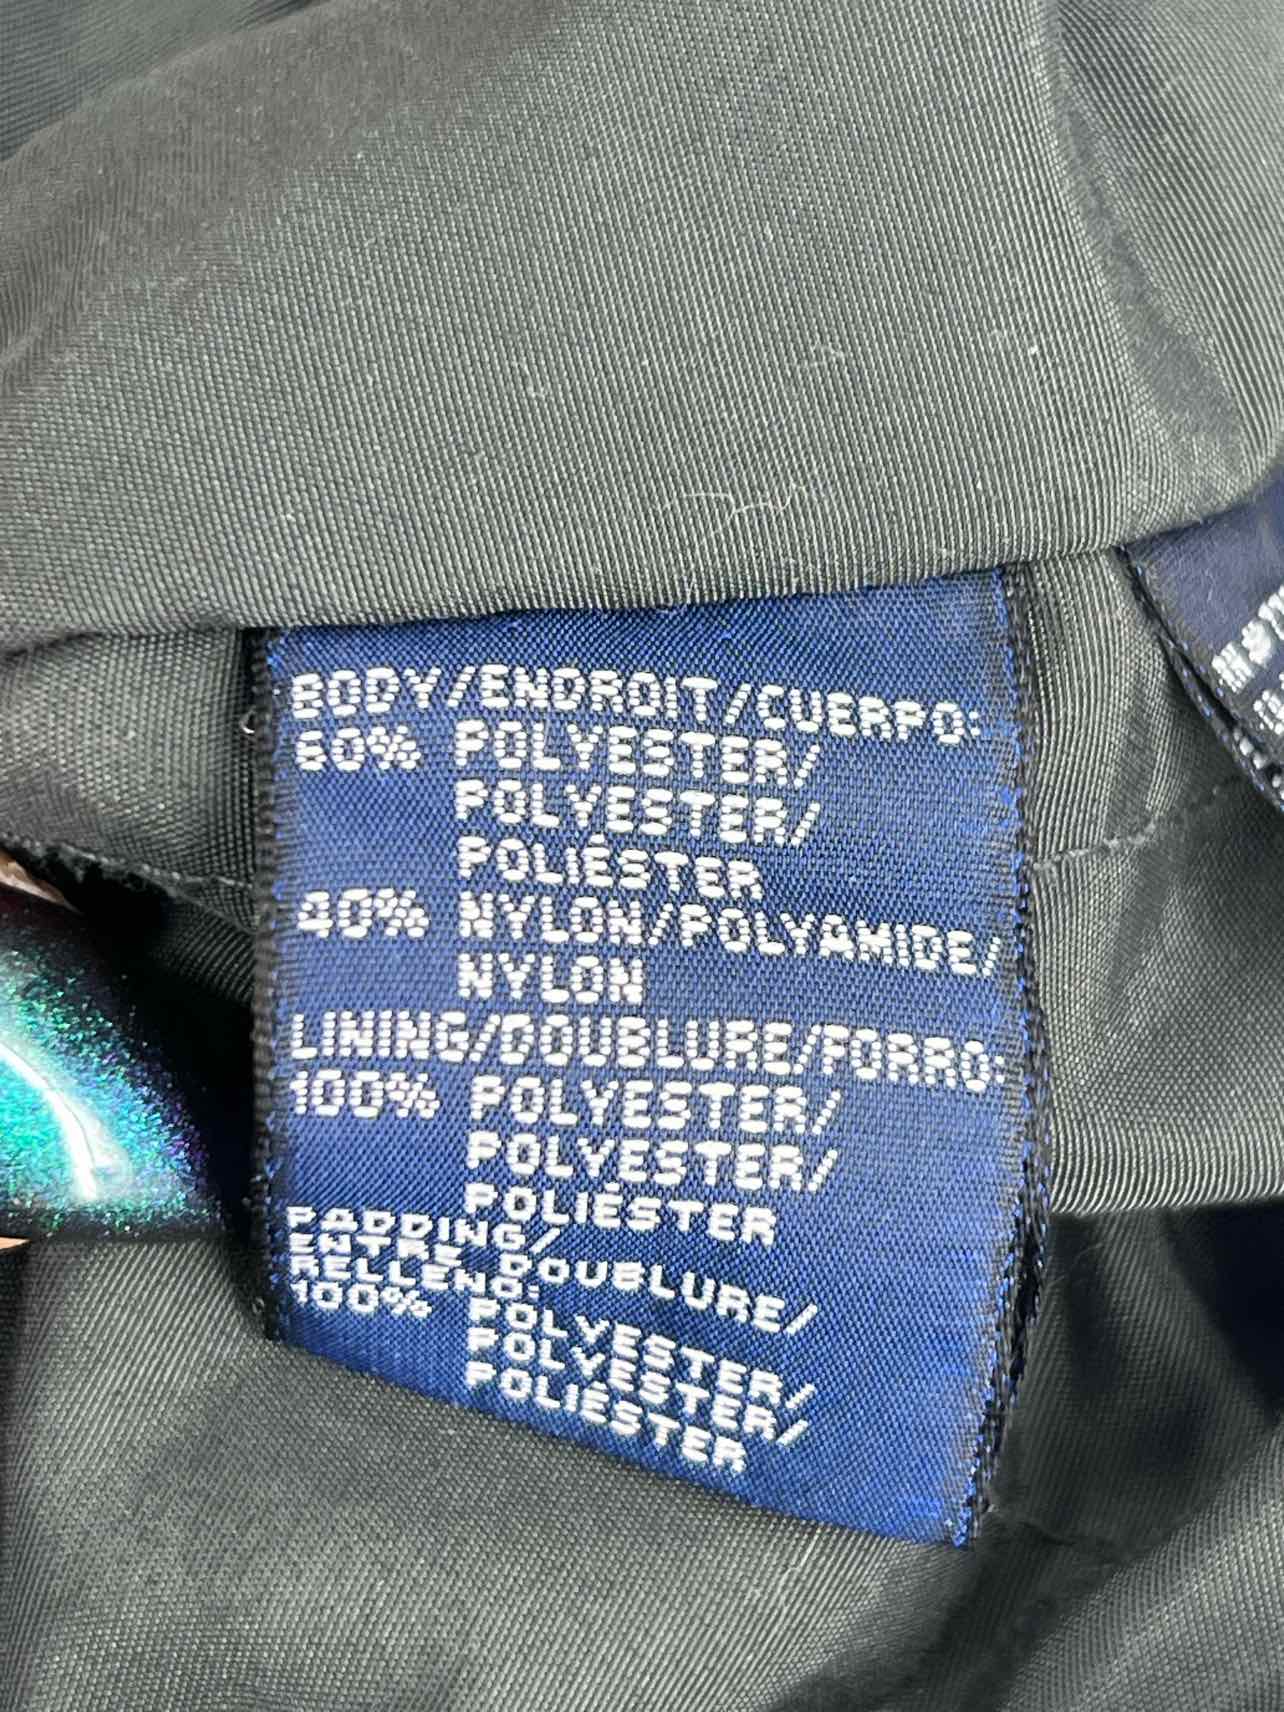 BODY/ENDROIT/CUERPO:
60% POLYESTER/
POLYESTER/
POLIÉSTER
40% NYLON/POLYAMIDE/
NYLON
LINING/DOUBLURE/FORRO:
100% POLYESTER/
POLYESTER/
POLIÉSTER
PADDING/
ENTRE DOUBLURE/
RELLENO:
100% POLYESTER/
POLYESTER/
POLIÉSTER